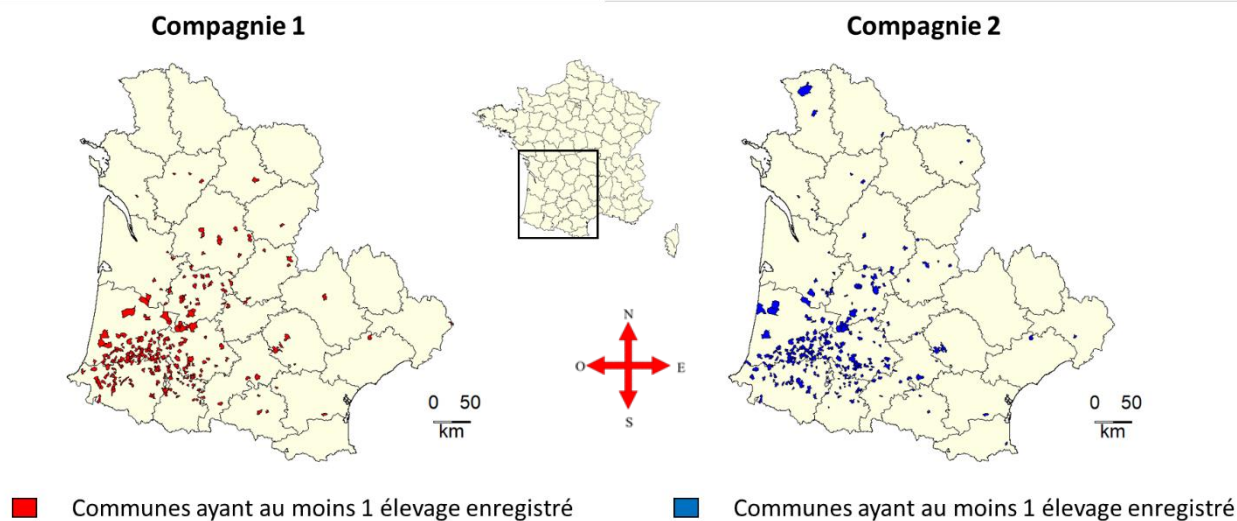 Compagnie 1
Compagnie 2
N
O
E
S
0 50
km
0 50
km
Communes ayant au moins 1 élevage enregistré
Communes ayant au moins 1 élevage enregistré